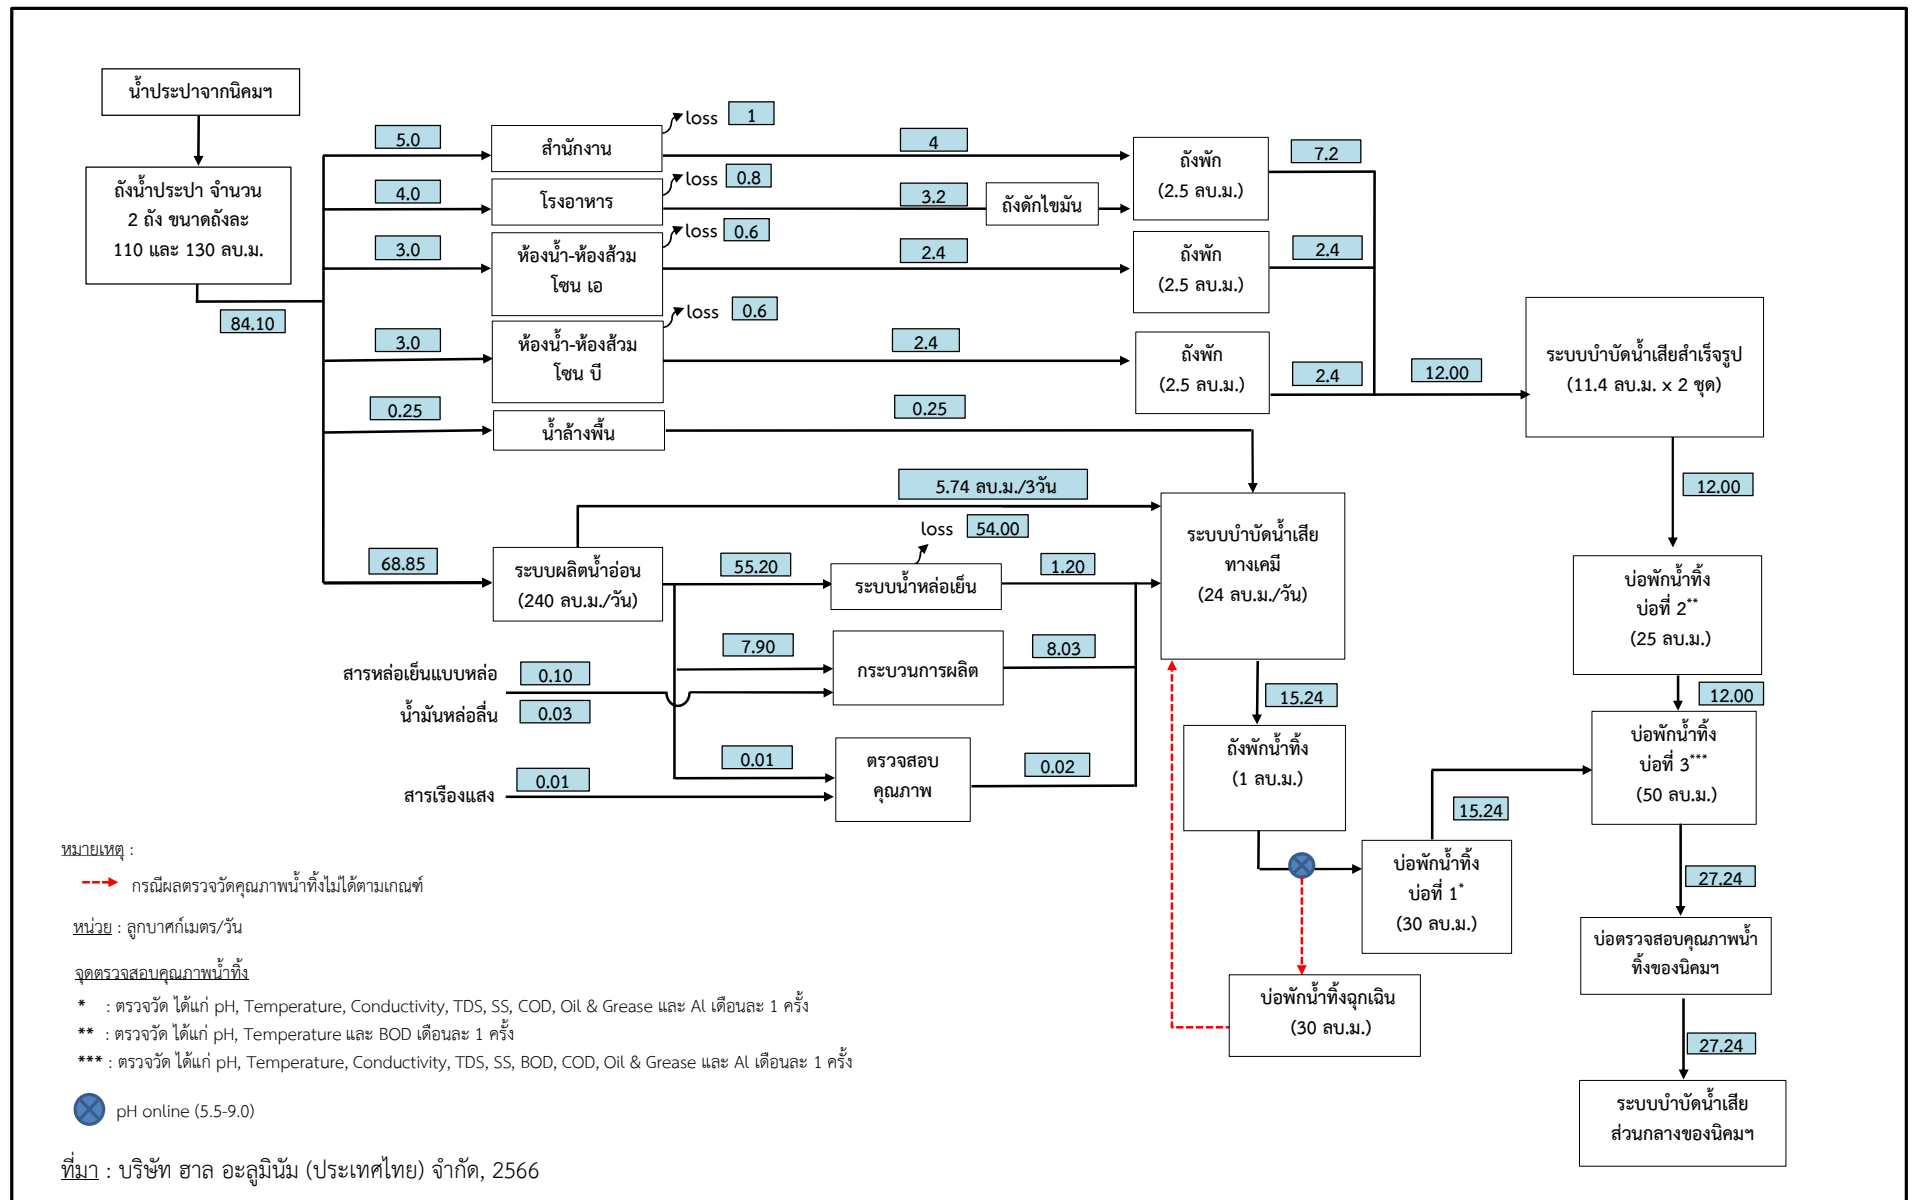 น้ำประปาจากนิคมฯ
ถังน้ำประปา จำนวน
2 ถัง ขนาดถังละ
110 และ 130 ลบ.ม.
84.10
5.0
สำนักงาน
loss 1
4
ถังพัก
(2.5 ลบ.ม.)
7.2
4.0
โรงอาหาร
loss 0.8
3.2
ถังดักไขมัน
3.0
ห้องน้ำ-ห้องส้วม
โซน เอ
loss 0.6
2.4
ถังพัก
(2.5 ลบ.ม.)
2.4
3.0
ห้องน้ำ-ห้องส้วม
โซน บี
loss 0.6
2.4
ถังพัก
(2.5 ลบ.ม.)
2.4
12.00
ระบบบำบัดน้ำเสียสำเร็จรูป
(11.4 ลบ.ม. x 2 ชุด)
0.25
น้ำล้างพื้น
0.25
68.85
ระบบผลิตน้ำอ่อน
(240 ลบ.ม./วัน)
5.74 ลบ.ม./3วัน
55.20
ระบบน้ำหล่อเย็น
loss 54.00
1.20
ระบบบำบัดน้ำเสีย
ทางเคมี
(24 ลบ.ม./วัน)
7.90
กระบวนการผลิต
8.03
สารหล่อเย็นแบบหล่อ 0.10
น้ำมันหล่อลื่น 0.03
0.01
ตรวจสอบ
คุณภาพ
0.02
สารเรืองแสง 0.01
15.24
ถังพักน้ำทิ้ง
(1 ลบ.ม.)
บ่อพักน้ำทิ้ง
บ่อที่ 1*
(30 ลบ.ม.)
15.24
บ่อพักน้ำทิ้งฉุกเฉิน
(30 ลบ.ม.)
12.00
บ่อพักน้ำทิ้ง
บ่อที่ 2**
(25 ลบ.ม.)
12.00
บ่อพักน้ำทิ้ง
บ่อที่ 3***
(50 ลบ.ม.)
27.24
บ่อตรวจสอบคุณภาพน้ำ
ทิ้งของนิคมฯ
27.24
ระบบบำบัดน้ำเสีย
ส่วนกลางของนิคมฯ
หมายเหตุ :
กรณีผลตรวจวัดคุณภาพน้ำทิ้งไม่ได้ตามเกณฑ์
หน่วย : ลูกบาศก์เมตร/วัน
จุดตรวจสอบคุณภาพน้ำทิ้ง
* : ตรวจวัด ได้แก่ pH, Temperature, Conductivity, TDS, SS, COD, Oil & Grease และ Al เดือนละ 1 ครั้ง
** : ตรวจวัด ได้แก่ pH, Temperature และ BOD เดือนละ 1 ครั้ง
*** : ตรวจวัด ได้แก่ pH, Temperature, Conductivity, TDS, SS, BOD, COD, Oil & Grease และ Al เดือนละ 1 ครั้ง
pH online (5.5-9.0)
ที่มา : บริษัท ฮาล อะลูมินัม (ประเทศไทย) จำกัด, 2566